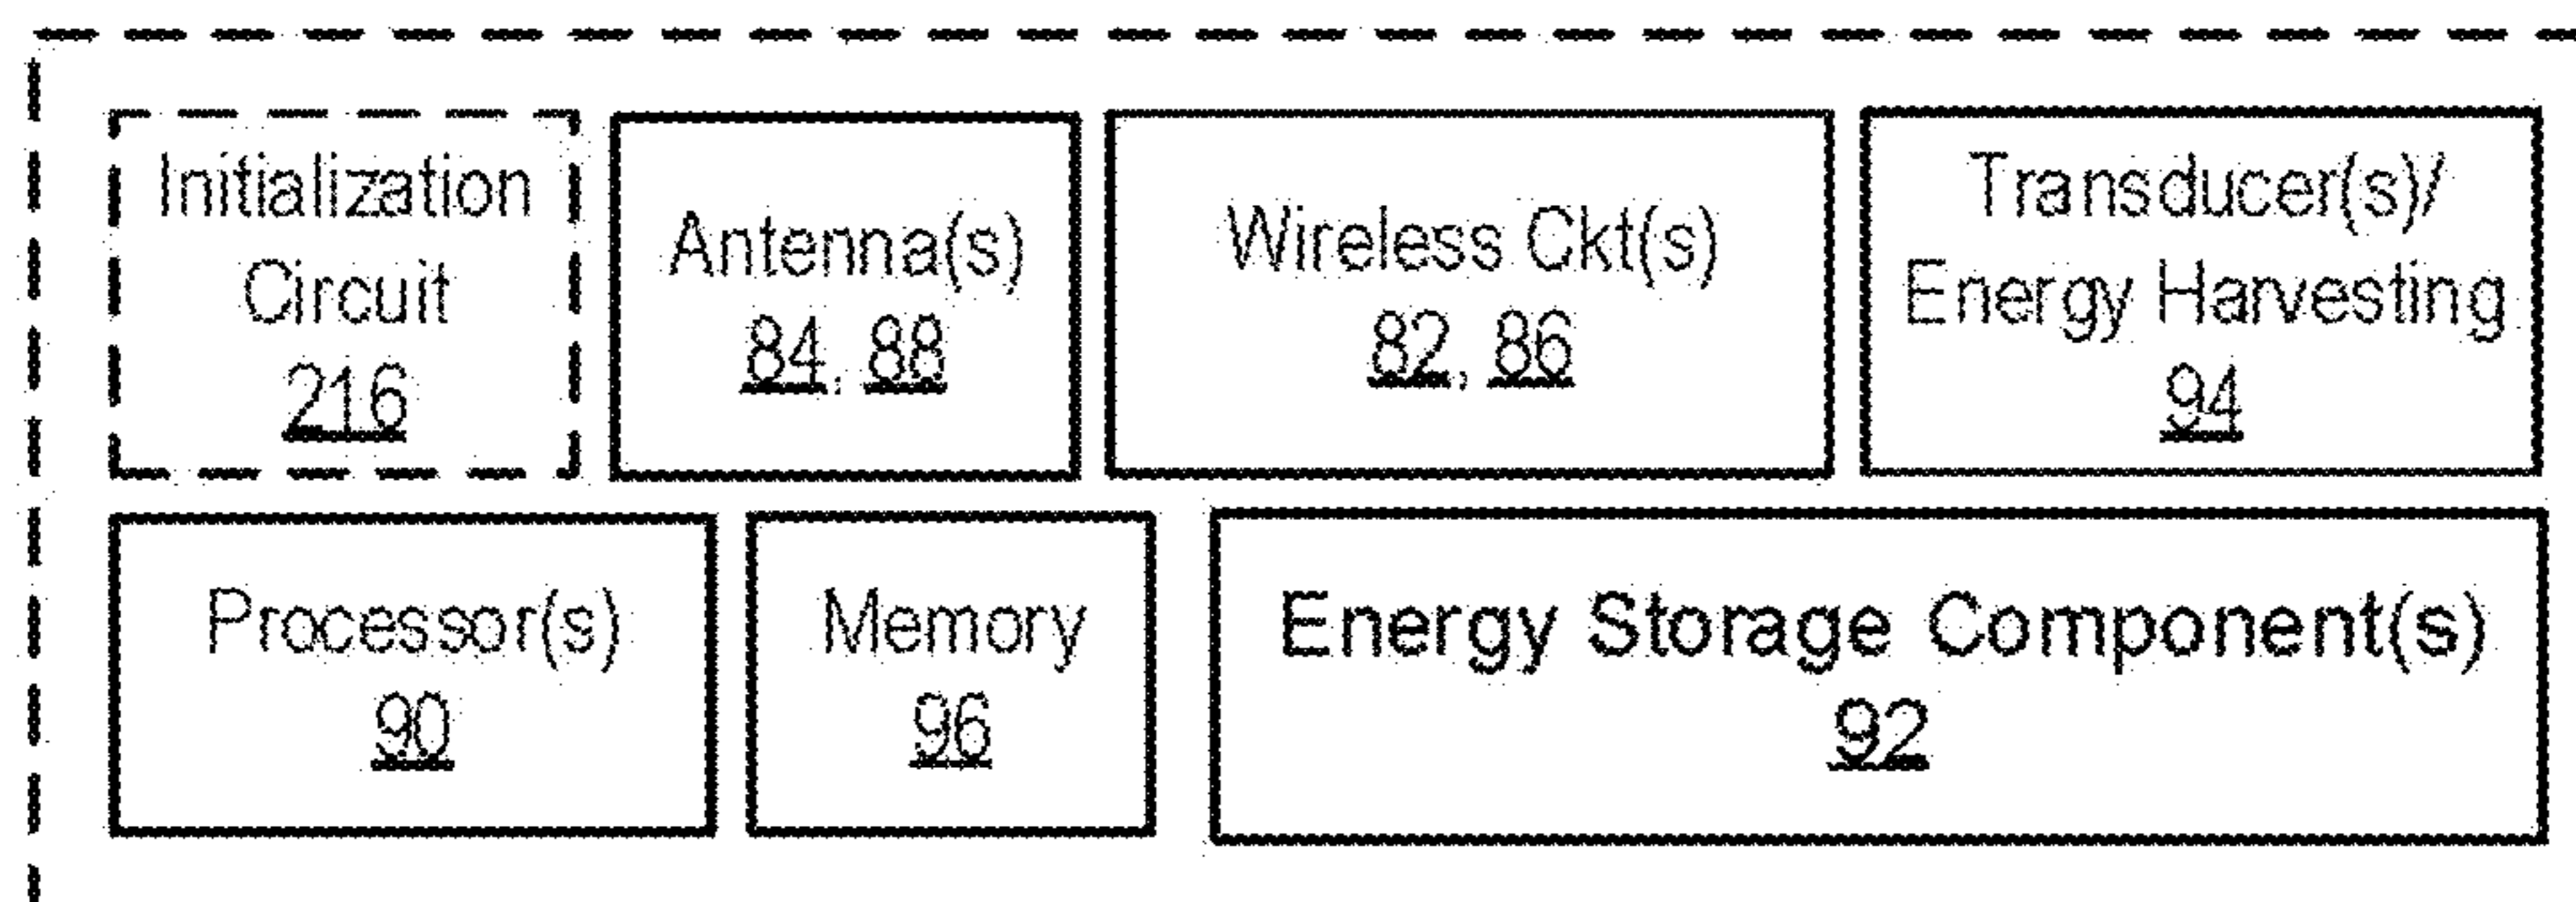 Initialization
Circuit
216
Antenna(s)
84, 88
Wireless Ckt(s)
82, 86
Transducer(s)/
Energy Harvesting
94
Processor(s)
90
Memory
96
Energy Storage Component(s)
92